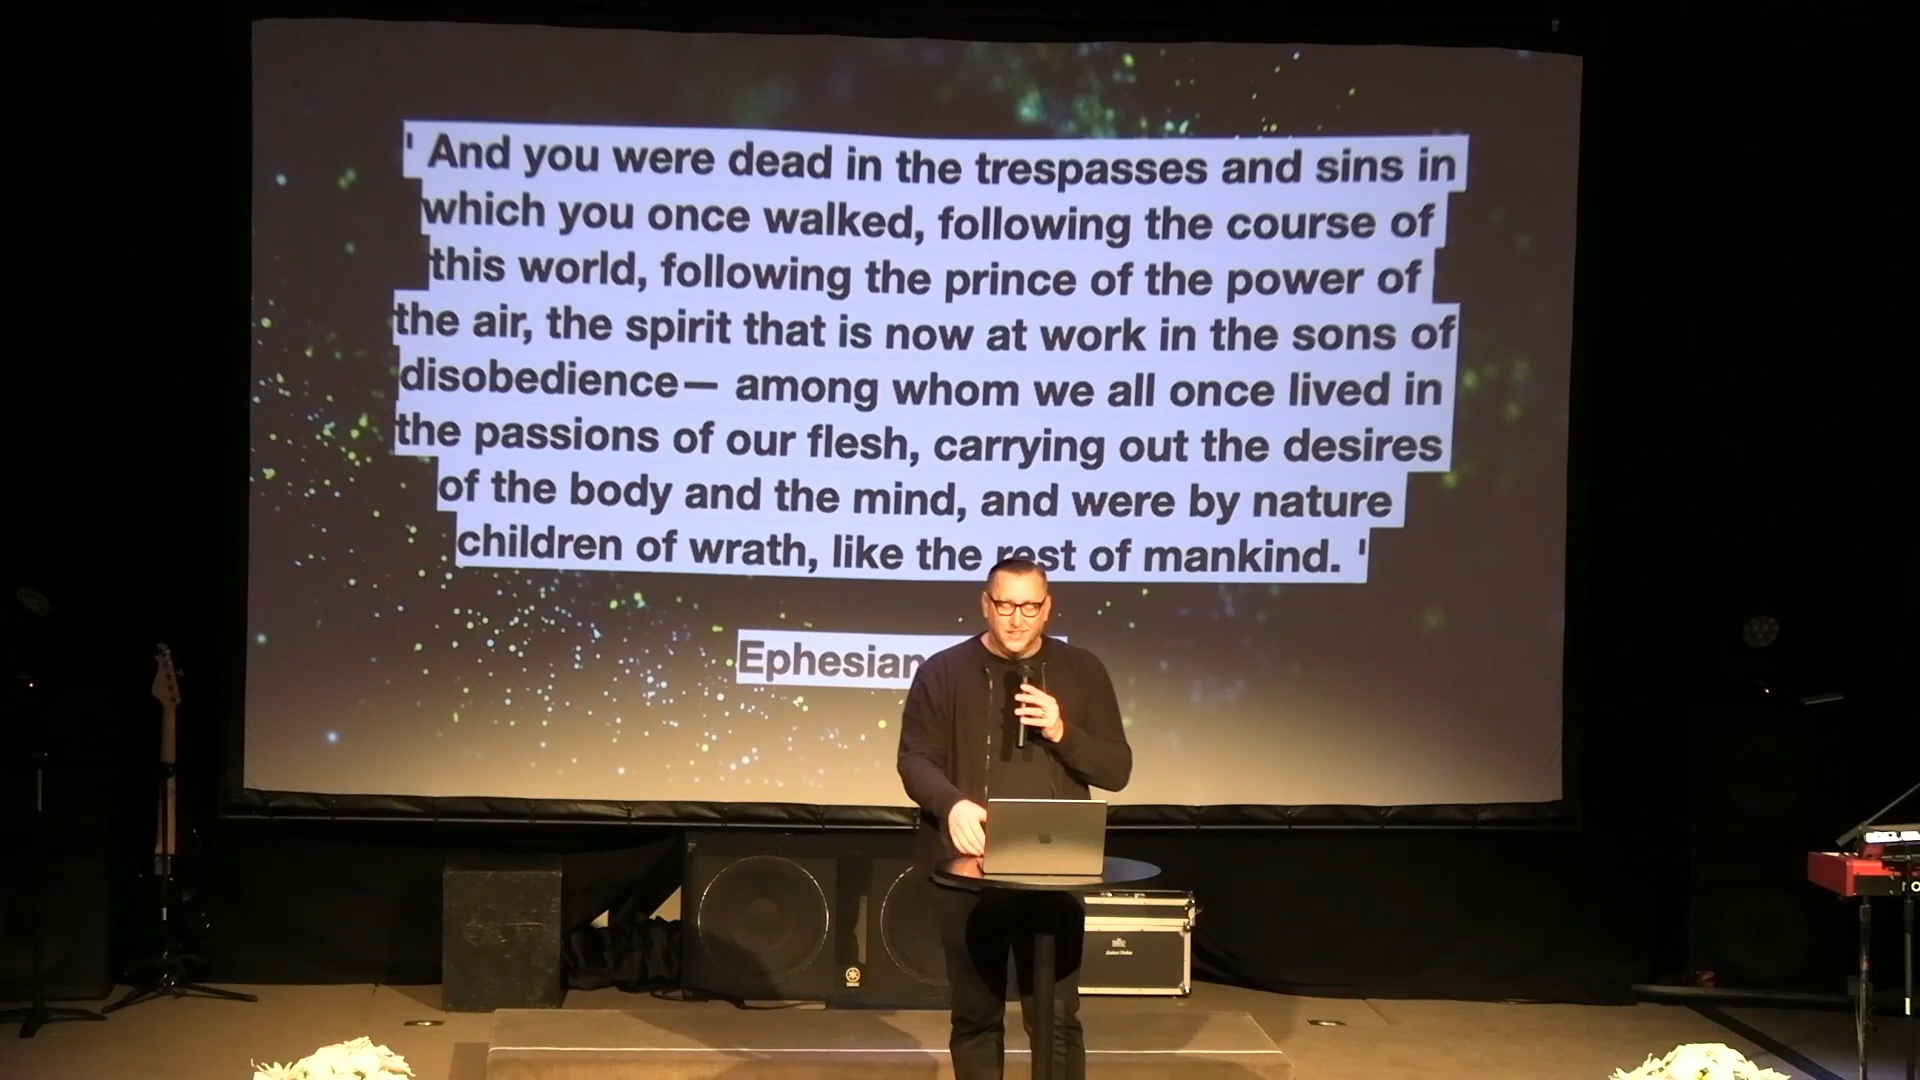 ' And you were dead in the trespasses and sins in
which you once walked, following the course of
this world, following the prince of the power of
the air, the spirit that is now at work in the sons of
disobedience— among whom we all once lived in
the passions of our flesh, carrying out the desires
of the body and the mind, and were by nature
children of wrath, like the rest of mankind. '
Ephesian